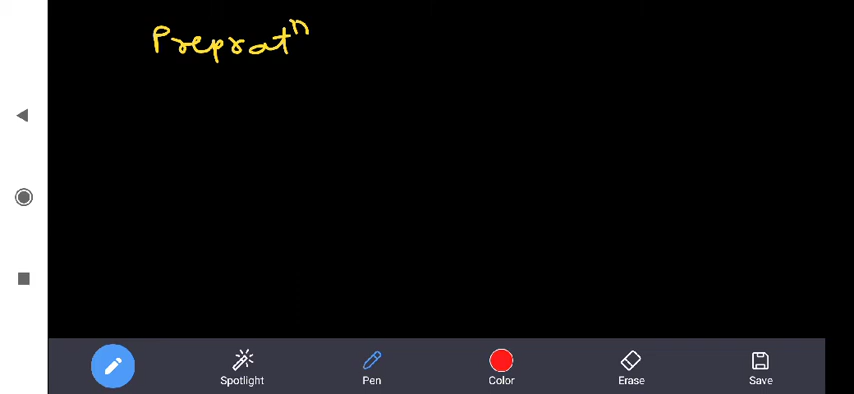 Prepratⁿ
Spotlight
Pen
Color
Erase
Save